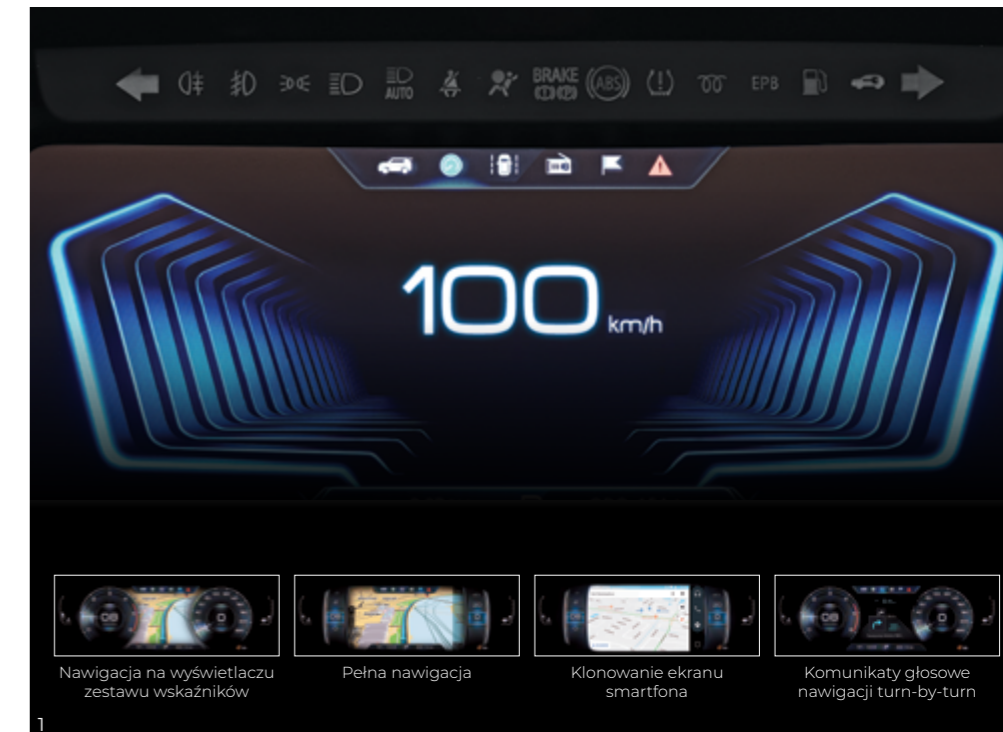 AUTO
BRAKE
ABS
EPB
100 km/h
Nawigacja na wyświetlaczu
zestawu wskaźników
Pełna nawigacja
Klonowanie ekranu
smartfona
Komunikaty głosowe
nawigacji turn-by-turn
1